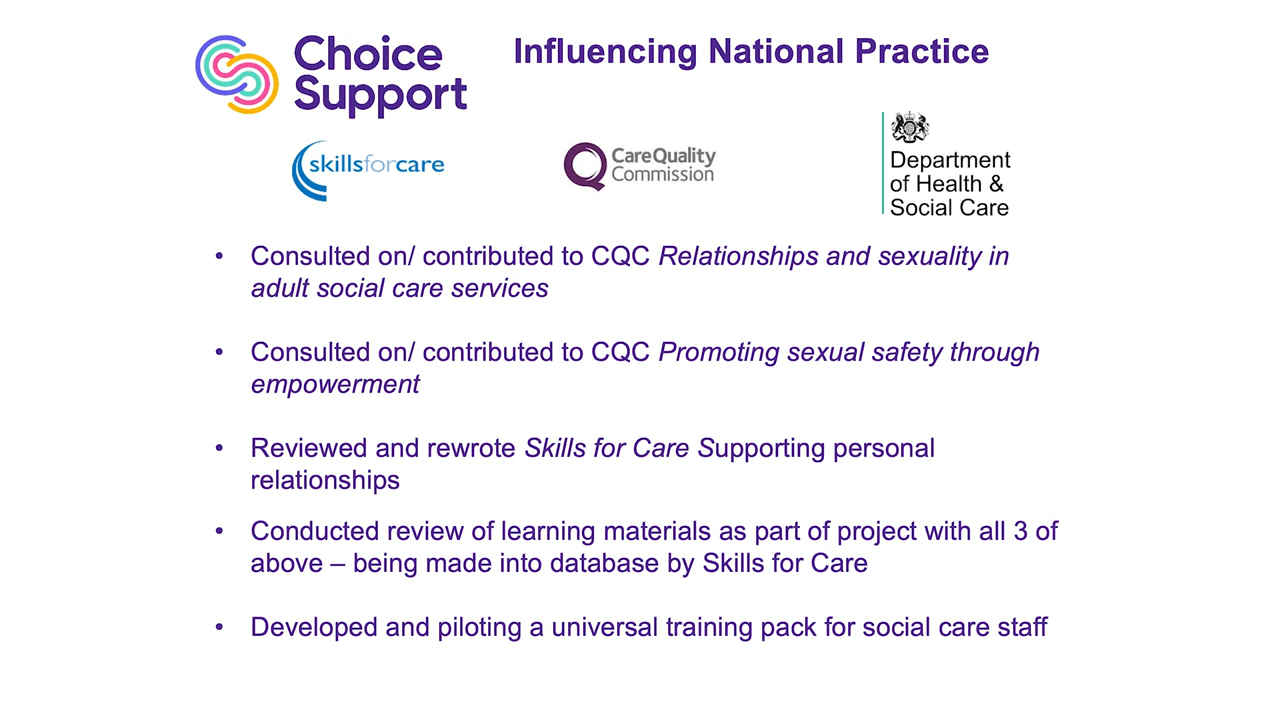 Choice
Support
Influencing National Practice
skillsforcare
CareQuality
Commission
Department
of Health &
Social Care
• Consulted on/ contributed to CQC Relationships and sexuality in
adult social care services
• Consulted on/ contributed to CQC Promoting sexual safety through
empowerment
• Reviewed and rewrote Skills for Care Supporting personal
relationships
• Conducted review of learning materials as part of project with all 3 of
above – being made into database by Skills for Care
• Developed and piloting a universal training pack for social care staff